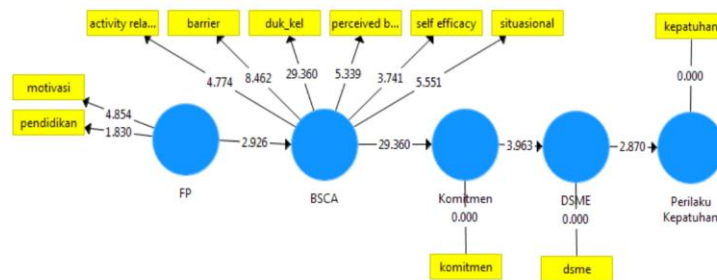 activity rela...
barrier
duk_kel
perceived b...
self efficacy
situasional
kepatuhan
4.774
8.462
29.360
5.339
3.741
5.551
0.000
motivasi
4.854
pendidikan
1.830
2.926
29.360
3.963
2.870
FP
BSCA
Komitmen
DSME
Perilaku
Kepatuhan
0.000
0.000
komitmen
dsme